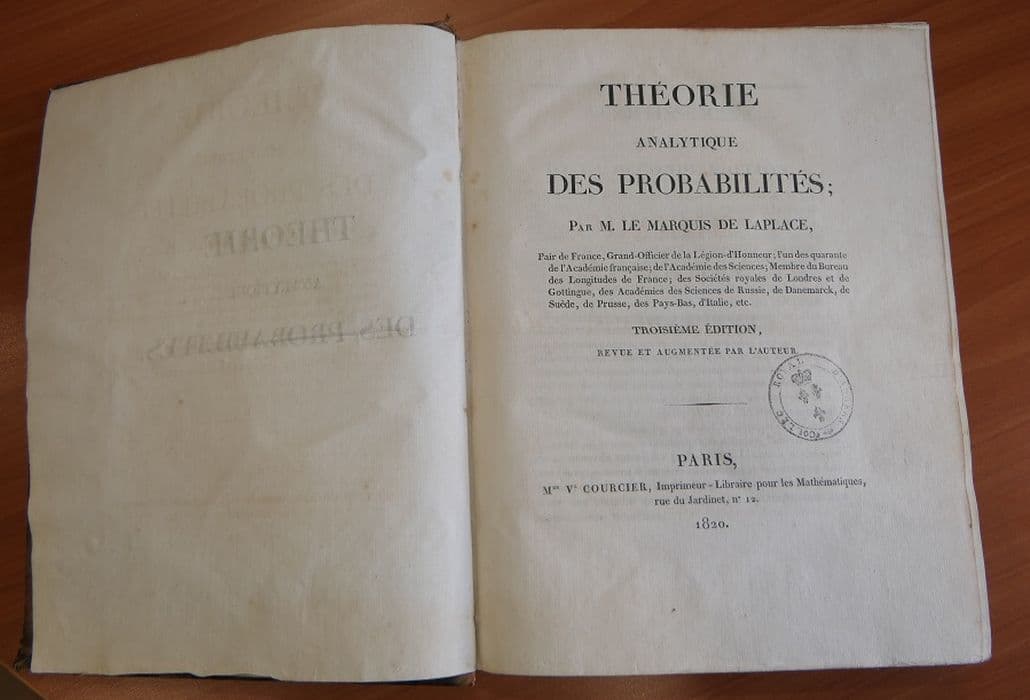 THÉORIE
ANALYTIQUE
DES PROBABILITÉS;
PAR M. LE MARQUIS DE LAPLACE,
Pair de France, Grand-Officier de la Légion-d'Honneur; l'un des quarante
de l'Académie française; de l'Académie des Sciences; Membre du Bureau
des Longitudes de France; des Sociétés royales de Londres et de
Gottingue, des Académies des Sciences de Russie, de Danemarck, de
Suède, de Prusse, des Pays-Bas, d'Italie, etc.
TROISIÈME ÉDITION,
REVUE ET AUGMENTÉE PAR L'AUTEUR
COLLEC ROYAL
PARIS,
Mme Ve COURCIER, Imprimeur-Libraire pour les Mathématiques,
rue du Jardinet, n° 12.
1820.